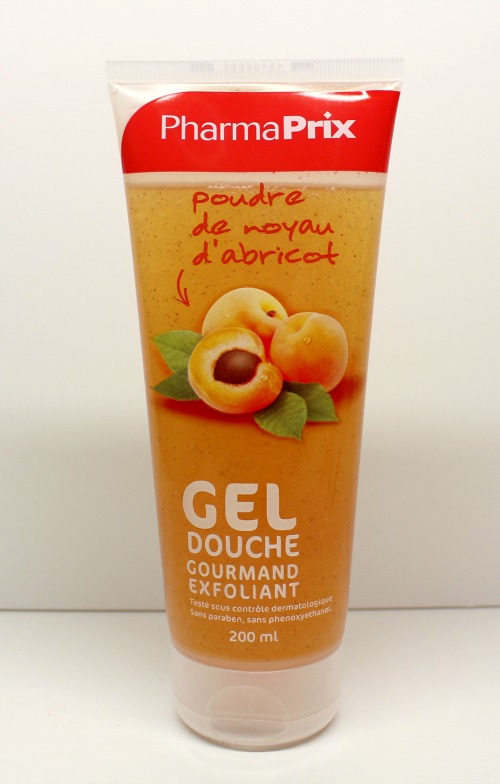 PharmaPrix
poudre
de noyau
d'abricot
GEL
DOUCHE
GOURMAND
EXFOLIANT
Testé sous contrôle dermatologique.
Sans paraben, sans phenoxyethanol.
200 ml